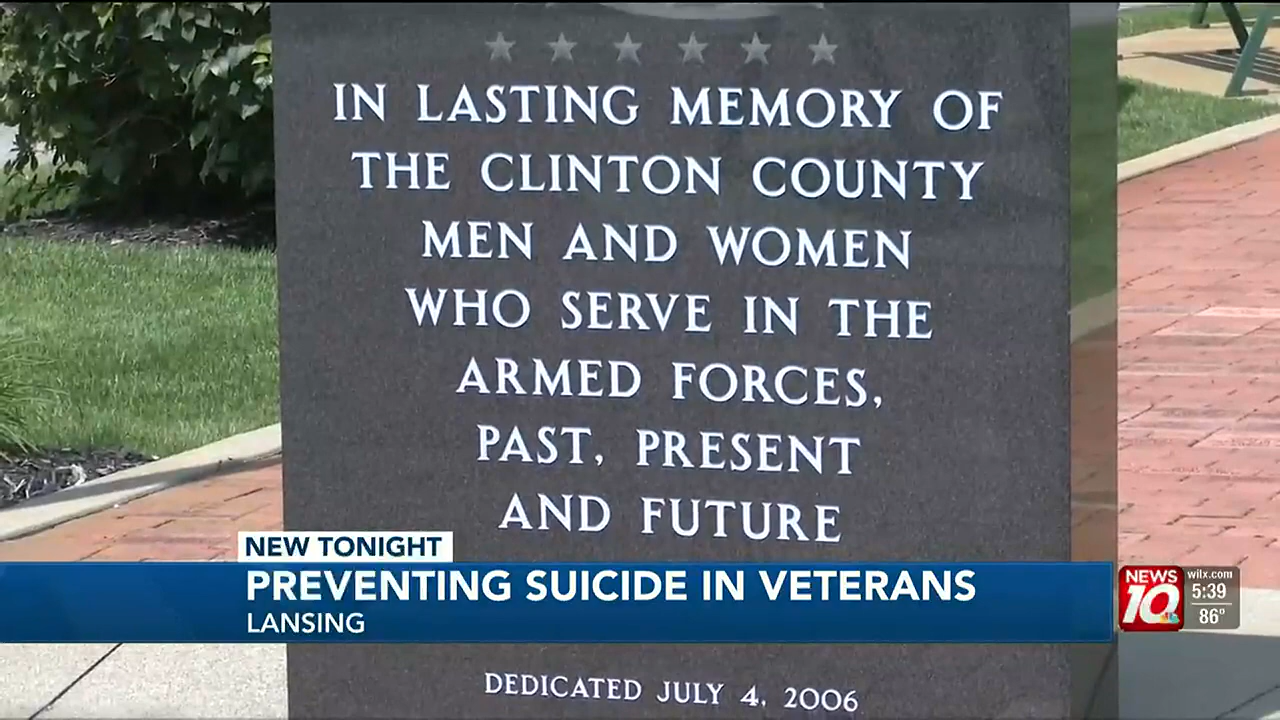 IN LASTING MEMORY OF
THE CLINTON COUNTY
MEN AND WOMEN
WHO SERVE IN THE
ARMED FORCES,
PAST, PRESENT
AND FUTURE
NEW TONIGHT
PREVENTING SUICIDE IN VETERANS
LANSING
NEWS
10
wilx.com
5:39
86°
DEDICATED JULY 4, 2006